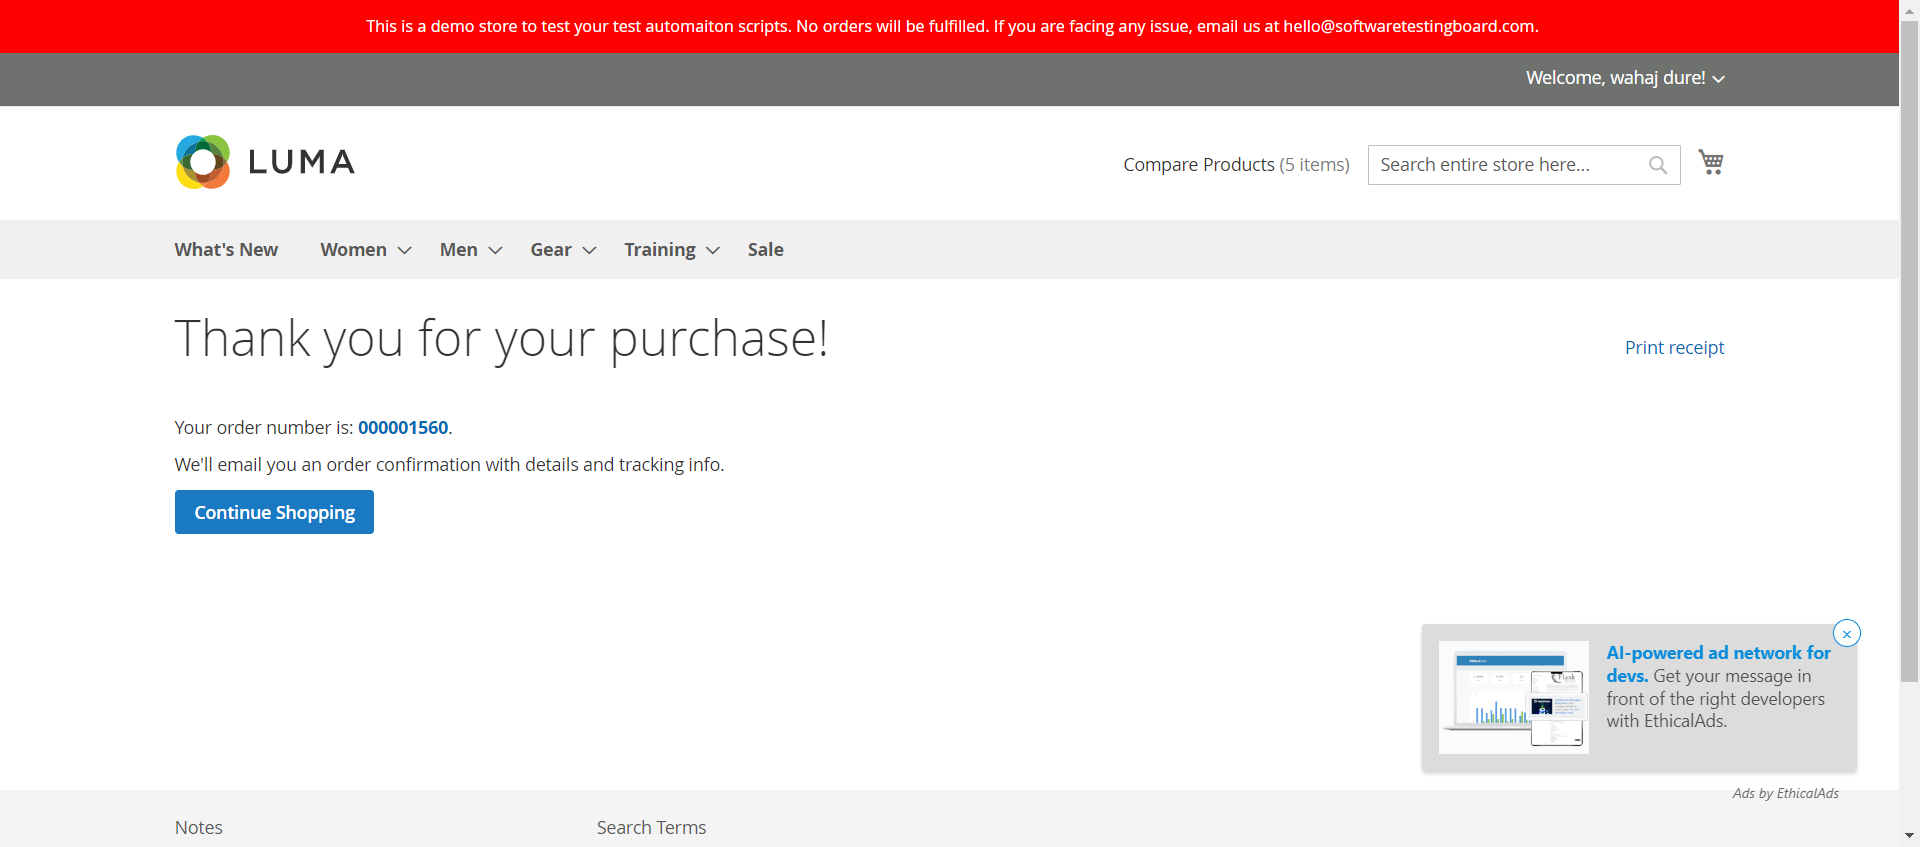 This is a demo store to test your test automaiton scripts. No orders will be fulfilled. If you are facing any issue, email us at hello@softwaretestingboard.com.
Welcome, wahaj dure!
LUMA
Compare Products (5 items)
Search entire store here...
What's New Women Men Gear Training Sale
Thank you for your purchase!
Print receipt
Your order number is: 000001560.
We'll email you an order confirmation with details and tracking info.
Continue Shopping
AI-powered ad network for
devs. Get your message in
front of the right developers
with EthicalAds.
Ads by EthicalAds
Notes
Search Terms